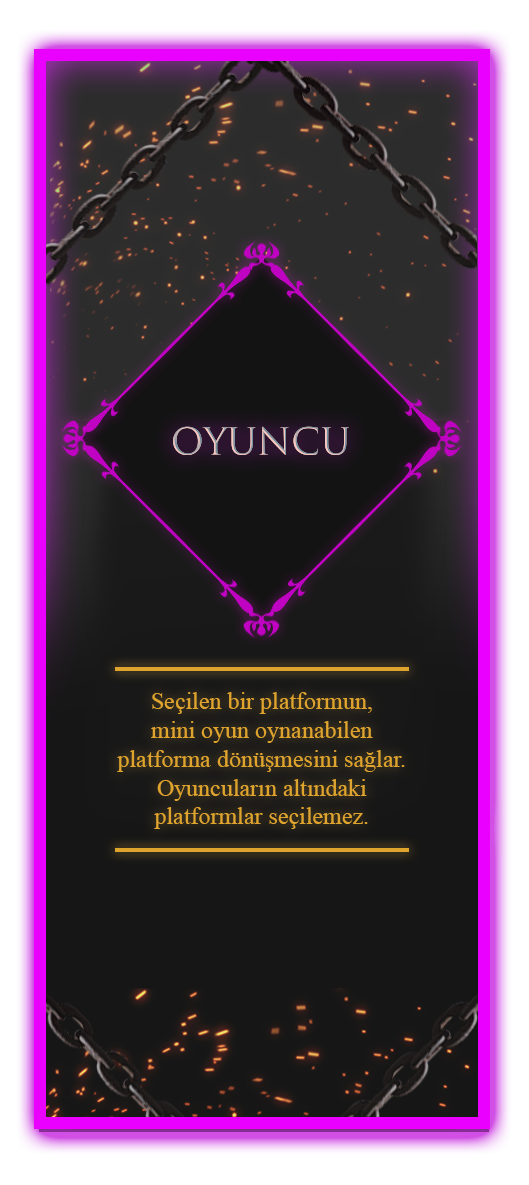 OYUNCU
Seçilen bir platformun,
mini oyun oynanabilen
platforma dönüşmesini sağlar.
Oyuncuların altındaki
platformlar seçilemez.